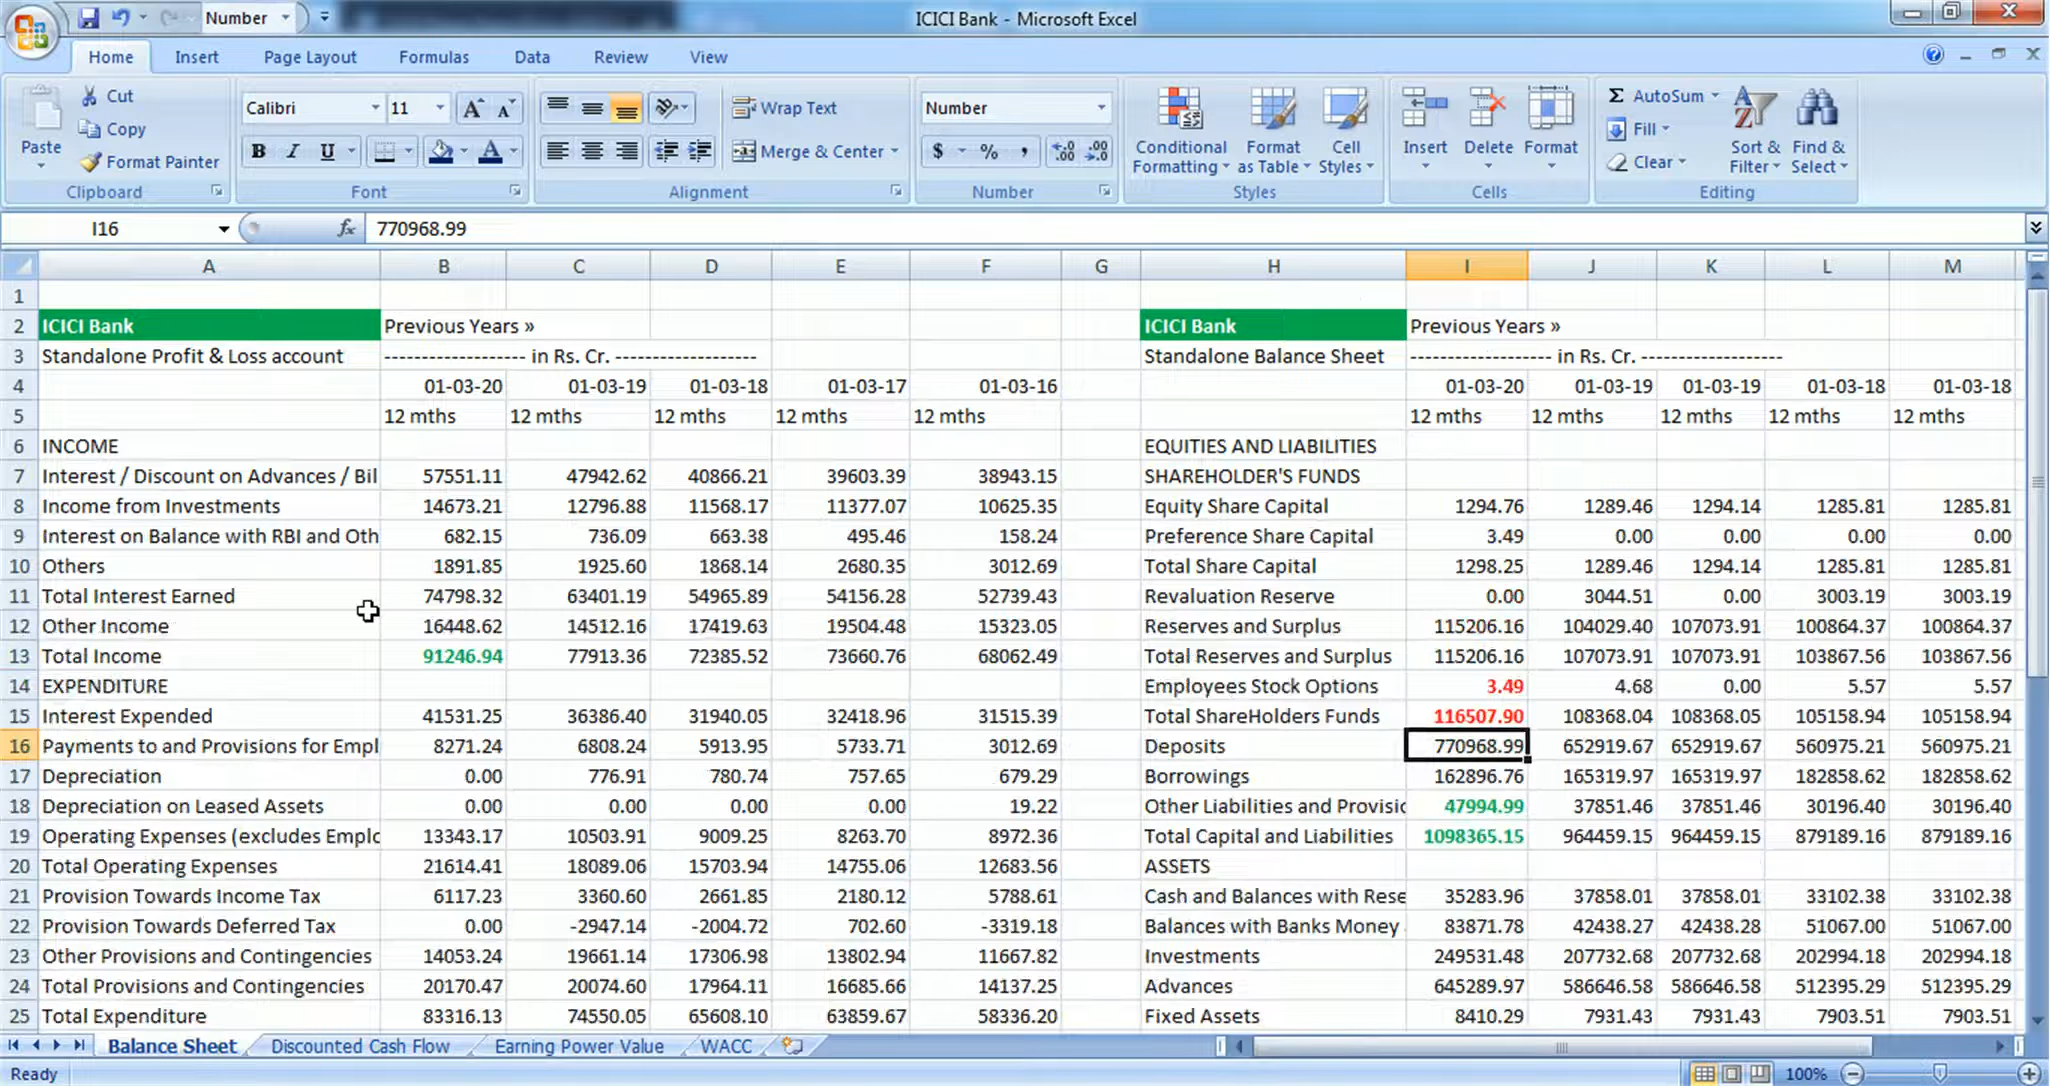 Number
ICICI Bank - Microsoft Excel
Home Insert Page Layout Formulas Data Review View
Paste Cut Copy Format Painter
Calibri 11
B I U A
Wrap Text
Merge & Center
Number
$ % ,
Conditional Formatting Format as Table Cell Styles
Insert Delete Format
Σ AutoSum Fill Clear
Sort & Filter Find & Select
Clipboard Font Alignment Number Styles Cells Editing
I16 fx 770968.99
A B C D E F G H I J K L M
1
2 ICICI Bank Previous Years » ICICI Bank Previous Years »
3 Standalone Profit & Loss account ------------------- in Rs. Cr. ------------------- Standalone Balance Sheet ------------------- in Rs. Cr. -------------------
4 01-03-20 01-03-19 01-03-18 01-03-17 01-03-16 01-03-20 01-03-19 01-03-19 01-03-18 01-03-18
5 12 mths 12 mths 12 mths 12 mths 12 mths 12 mths 12 mths 12 mths 12 mths 12 mths
6 INCOME EQUITIES AND LIABILITIES
7 Interest / Discount on Advances / Bil 57551.11 47942.62 40866.21 39603.39 38943.15 SHAREHOLDER'S FUNDS
8 Income from Investments 14673.21 12796.88 11568.17 11377.07 10625.35 Equity Share Capital 1294.76 1289.46 1294.14 1285.81 1285.81
9 Interest on Balance with RBI and Oth 682.15 736.09 663.38 495.46 158.24 Preference Share Capital 3.49 0.00 0.00 0.00 0.00
10 Others 1891.85 1925.60 1868.14 2680.35 3012.69 Total Share Capital 1298.25 1289.46 1294.14 1285.81 1285.81
11 Total Interest Earned 74798.32 63401.19 54965.89 54156.28 52739.43 Revaluation Reserve 0.00 3044.51 0.00 3003.19 3003.19
12 Other Income 16448.62 14512.16 17419.63 19504.48 15323.05 Reserves and Surplus 115206.16 104029.40 107073.91 100864.37 100864.37
13 Total Income 91246.94 77913.36 72385.52 73660.76 68062.49 Total Reserves and Surplus 115206.16 107073.91 107073.91 103867.56 103867.56
14 EXPENDITURE Employees Stock Options 3.49 4.68 0.00 5.57 5.57
15 Interest Expended 41531.25 36386.40 31940.05 32418.96 31515.39 Total ShareHolders Funds 116507.90 108368.04 108368.05 105158.94 105158.94
16 Payments to and Provisions for Empl 8271.24 6808.24 5913.95 5733.71 3012.69 Deposits 770968.99 652919.67 652919.67 560975.21 560975.21
17 Depreciation 0.00 776.91 780.74 757.65 679.29 Borrowings 162896.76 165319.97 165319.97 182858.62 182858.62
18 Depreciation on Leased Assets 0.00 0.00 0.00 0.00 19.22 Other Liabilities and Provisic 47994.99 37851.46 37851.46 30196.40 30196.40
19 Operating Expenses (excludes Emplc 13343.17 10503.91 9009.25 8263.70 8972.36 Total Capital and Liabilities 1098365.15 964459.15 964459.15 879189.16 879189.16
20 Total Operating Expenses 21614.41 18089.06 15703.94 14755.06 12683.56 ASSETS
21 Provision Towards Income Tax 6117.23 3360.60 2661.85 2180.12 5788.61 Cash and Balances with Rese 35283.96 37858.01 37858.01 33102.38 33102.38
22 Provision Towards Deferred Tax 0.00 -2947.14 -2004.72 702.60 -3319.18 Balances with Banks Money 83871.78 42438.27 42438.28 51067.00 51067.00
23 Other Provisions and Contingencies 14053.24 19661.14 17306.98 13802.94 11667.82 Investments 249531.48 207732.68 207732.68 202994.18 202994.18
24 Total Provisions and Contingencies 20170.47 20074.60 17964.11 16685.66 14137.25 Advances 645289.97 586646.58 586646.58 512395.29 512395.29
25 Total Expenditure 83316.13 74550.05 65608.10 63859.67 58336.20 Fixed Assets 8410.29 7931.43 7931.43 7903.51 7903.51
Balance Sheet Discounted Cash Flow Earning Power Value WACC
Ready 100%